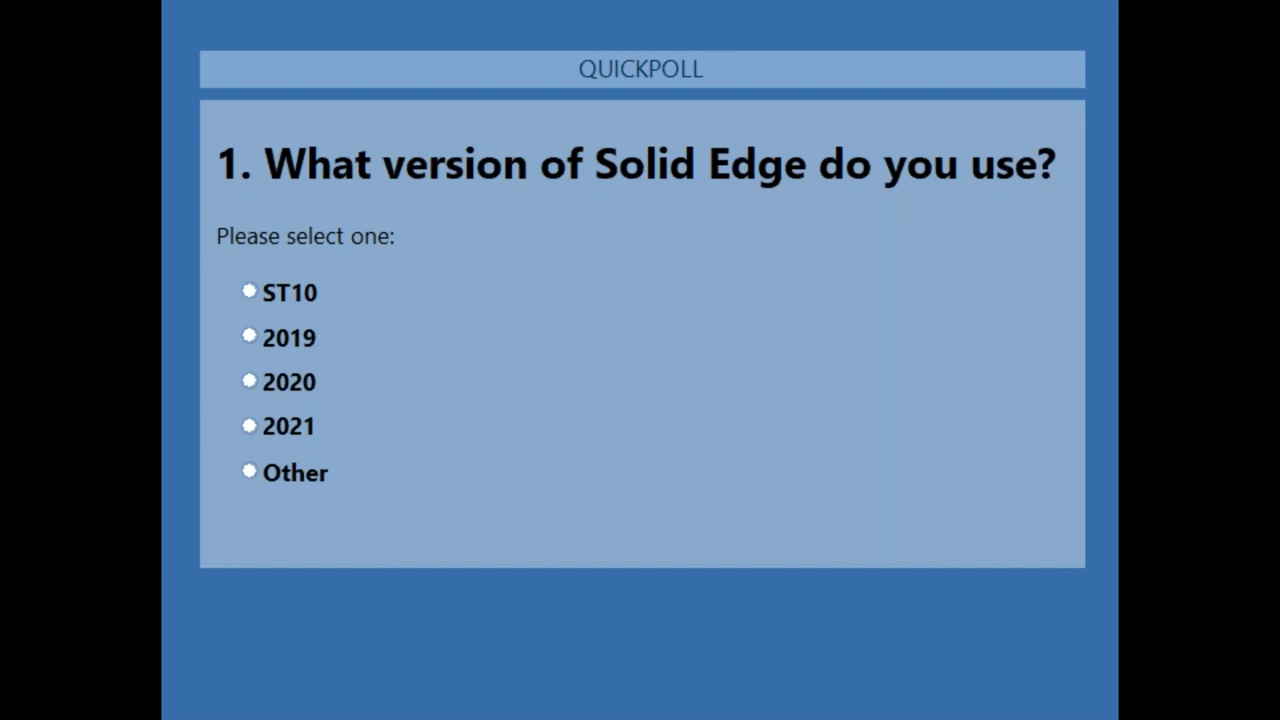 QUICKPOLL
1. What version of Solid Edge do you use?
Please select one:
ST10
2019
2020
2021
Other